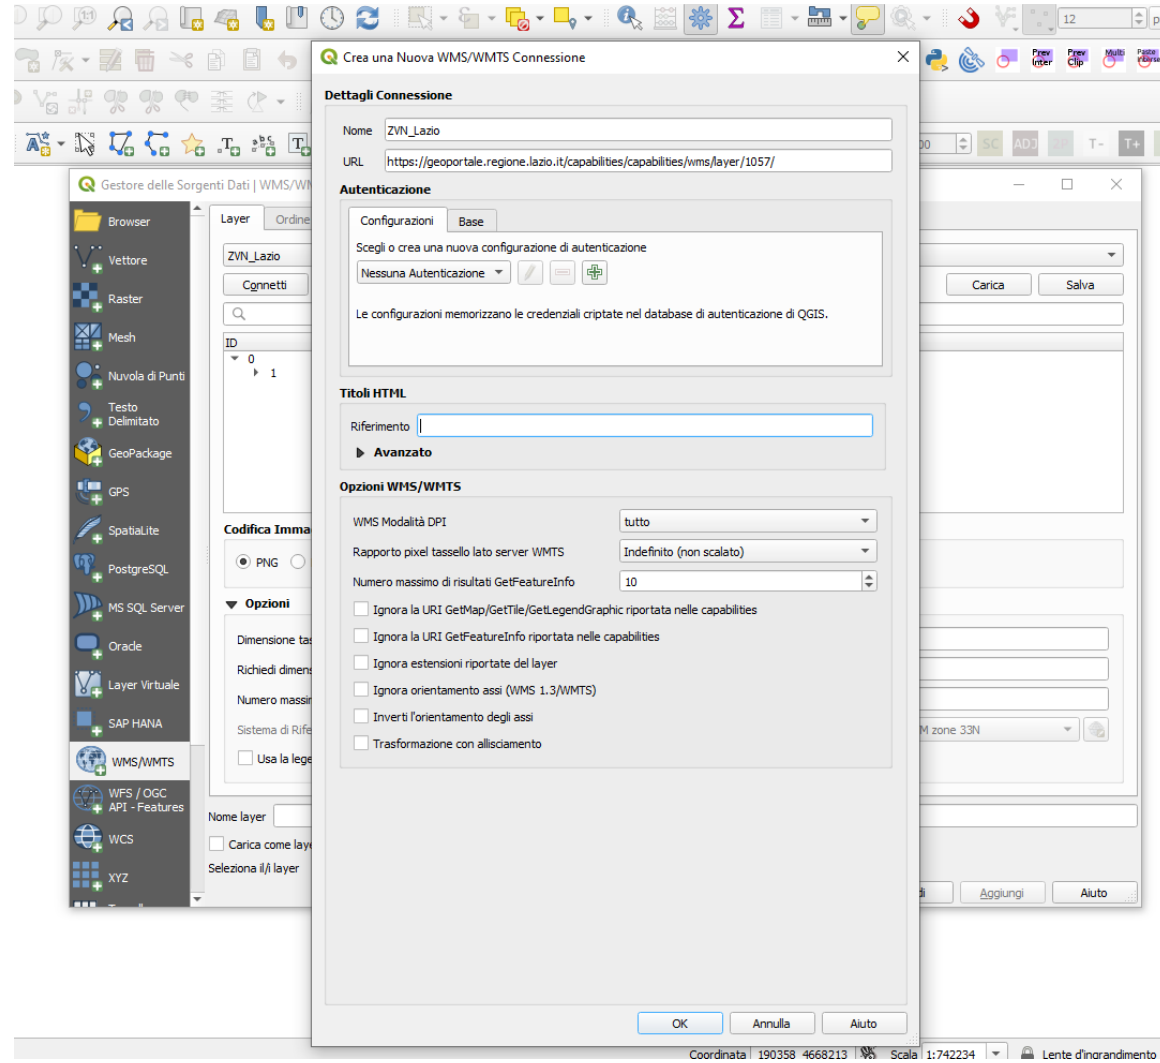 12
Crea una Nuova WMS/WMTS Connessione
Prev Inter
Prev Clip
Multi
Dettagli Connessione
Nome ZVN_Lazio
URL https://geoportale.regione.lazio.it/capabilities/capabilities/wms/layer/1057/
SC ADJ T- T+
Gestore delle Sorgenti Dati | WMS/WM
Autenticazione
Browser
Layer Ordine
Configurazioni Base
Scegli o crea una nuova configurazione di autenticazione
Vettore
ZVN_Lazio
Nessuna Autenticazione
Connetti
Carica Salva
Raster
Le configurazioni memorizzano le credenziali criptate nel database di autenticazione di QGIS.
Mesh
ID
0
1
Nuvola di Punti
Testo
Delimitato
Titoli HTML
Riferimento
GeoPackage
Avanzato
GPS
Opzioni WMS/WMTS
SpatiaLite
Codifica Imma
WMS Modalità DPI tutto
PostgreSQL
PNG
Rapporto pixel tassello lato server WMTS Indefinito (non scalato)
Numero massimo di risultati GetFeatureInfo 10
MS SQL Server
Opzioni
Ignora la URI GetMap/GetTile/GetLegendGraphic riportata nelle capabilities
Oracle
Dimensione tas
Ignora la URI GetFeatureInfo riportata nelle capabilities
Ignora estensioni riportate del layer
Richiedi dimens
Layer Virtuale
Ignora orientamento assi (WMS 1.3/WMTS)
Numero massir
Inverti l'orientamento degli assi
SAP HANA
Sistema di Rife
M zone 33N
Trasformazione con allisciamento
WMS/WMTS
Usa la lege
WFS / OGC
API - Features
Nome layer
WCS
Carica come laye
Seleziona il/i layer
XYZ
Aggiungi Aiuto
OK Annulla Aiuto
Coordinata 190358 4668213 Scala 1:742234 Lente d'ingrandimento